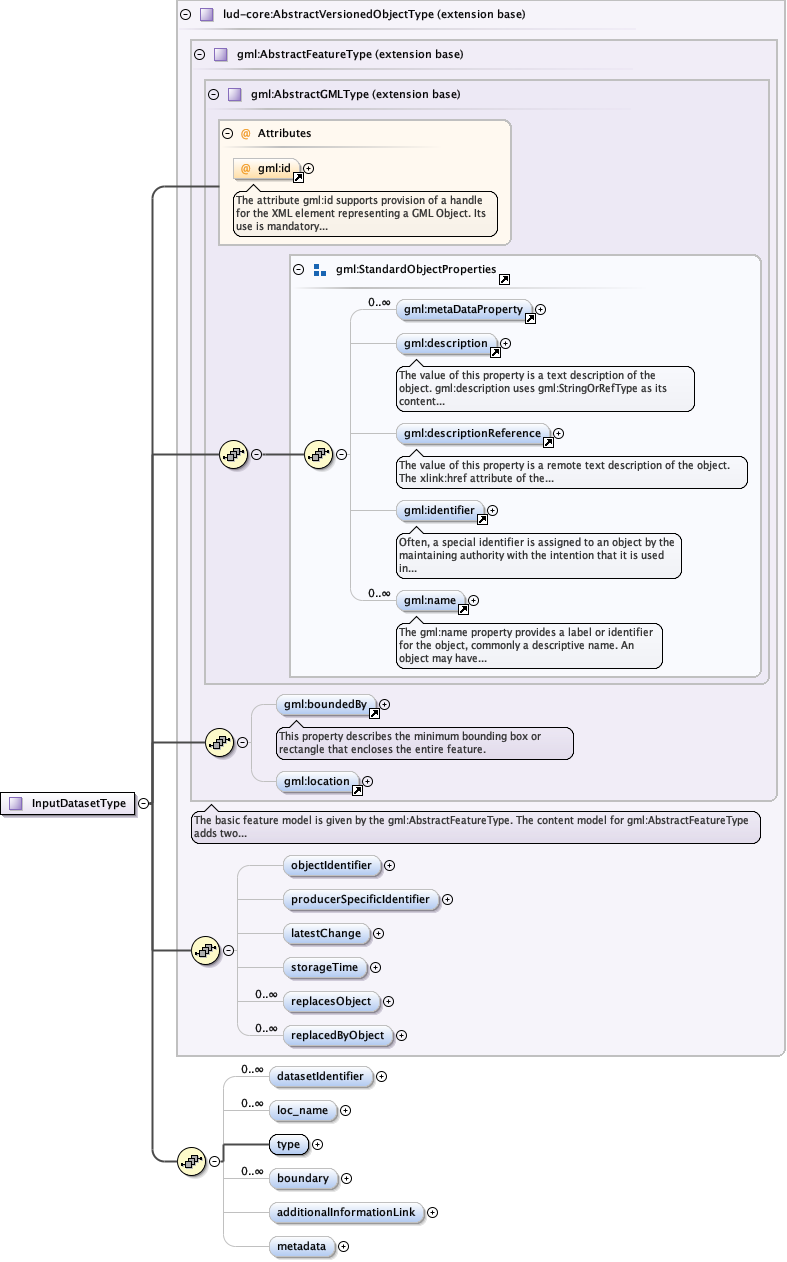 lud-core:AbstractVersionedObjectType (extension base)
gml:AbstractFeatureType (extension base)
gml:AbstractGMLType (extension base)
@ Attributes
@ gml:id
The attribute gml:id supports provision of a handle
for the XML element representing a GML Object. Its
use is mandatory...
gml:StandardObjectProperties
0..∞
gml:metaDataProperty
gml:description
The value of this property is a text description of the
object. gml:description uses gml:StringOrRefType as its
content...
gml:descriptionReference
The value of this property is a remote text description of the object.
The xlink:href attribute of the...
gml:identifier
Often, a special identifier is assigned to an object by the
maintaining authority with the intention that it is used
in...
0..∞
gml:name
The gml:name property provides a label or identifier
for the object, commonly a descriptive name. An
object may have...
gml:boundedBy
This property describes the minimum bounding box or
rectangle that encloses the entire feature.
gml:location
InputDatasetType
The basic feature model is given by the gml:AbstractFeatureType. The content model for gml:AbstractFeatureType
adds two...
objectIdentifier
producerSpecificIdentifier
latestChange
storageTime
0..∞
replacesObject
0..∞
replacedByObject
0..∞
datasetIdentifier
0..∞
loc_name
type
0..∞
boundary
additionalInformationLink
metadata